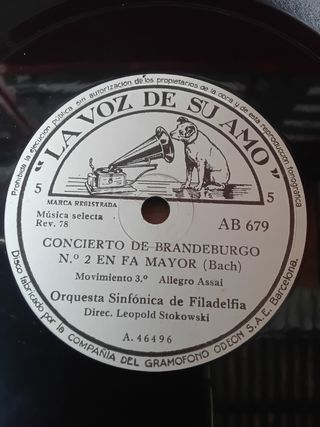 Prohibida la ejecución pública sin autorización de los propietarios de la obra y de esta reproducción fonográfica
"LA VOZ DE SU AMO"
5 5
MARCA REGISTRADA
Música selecta
Rev. 78
AB 679
CONCIERTO DE BRANDEBURGO
N.º 2 EN FA MAYOR (Bach)
Movimiento 3.º Allegro Assai
Orquesta Sinfónica de Filadelfia
Direc. Leopold Stokowski
A. 46496
Disco fabricado por la COMPAÑÍA DEL GRAMÓFONO ODEON S.A.E. Barcelona.